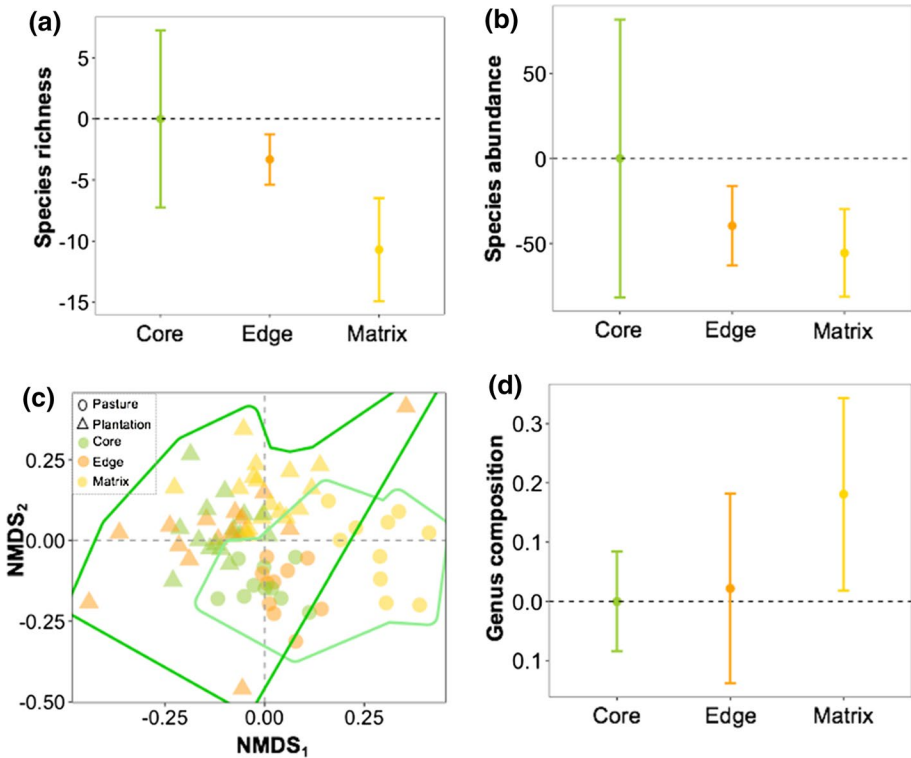 (a)
Species richness
5
0
-5
-10
-15
Core Edge Matrix
(b)
Species abundance
50
0
-50
Core Edge Matrix
(c)
Pasture
Plantation
Core
Edge
Matrix
NMDS2
0.25
0.00
-0.25
-0.50
-0.25 0.00 0.25
NMDS1
(d)
Genus composition
0.3
0.2
0.1
0.0
0.1
Core Edge Matrix